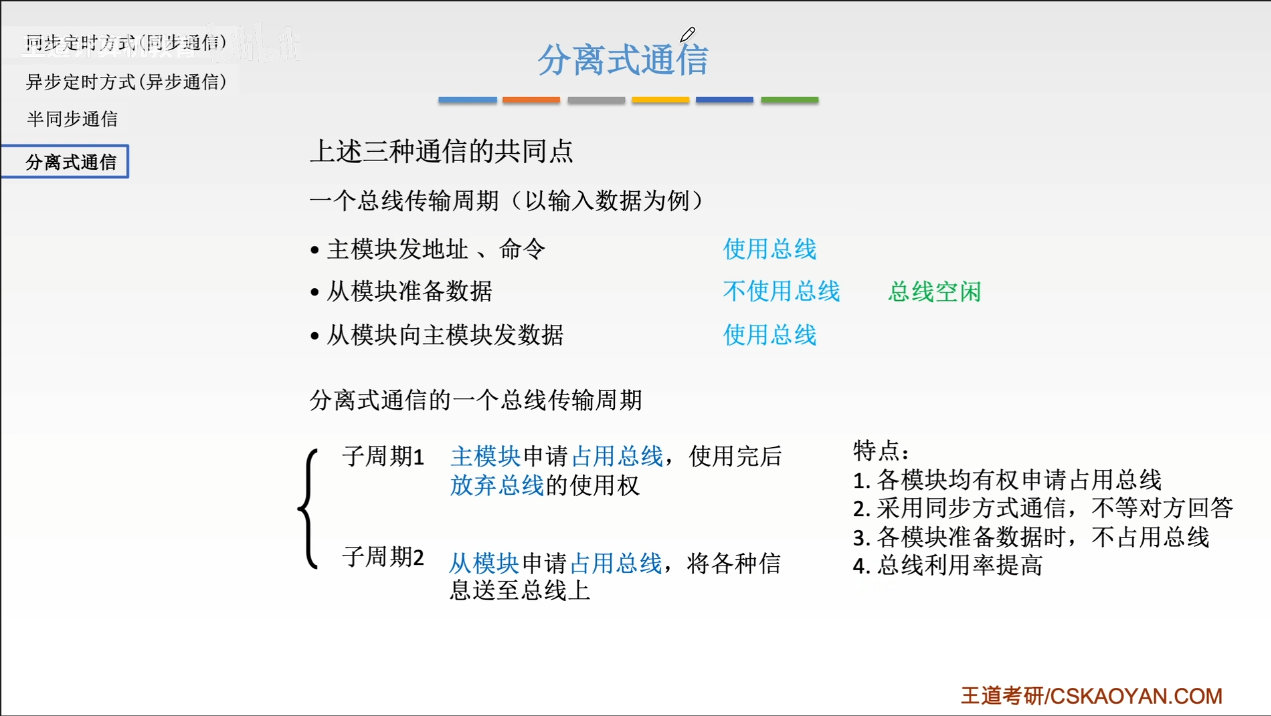 同步定时方式(同步通信)
异步定时方式(异步通信)
半同步通信
分离式通信
分离式通信
上述三种通信的共同点
一个总线传输周期（以输入数据为例）
• 主模块发地址 、命令 使用总线
• 从模块准备数据 不使用总线 总线空闲
• 从模块向主模块发数据 使用总线
分离式通信的一个总线传输周期
子周期1 主模块申请占用总线，使用完后
放弃总线的使用权
子周期2 从模块申请占用总线，将各种信
息送至总线上
特点：
1. 各模块均有权申请占用总线
2. 采用同步方式通信，不等对方回答
3. 各模块准备数据时，不占用总线
4. 总线利用率提高
王道考研/CSKAOYAN.COM